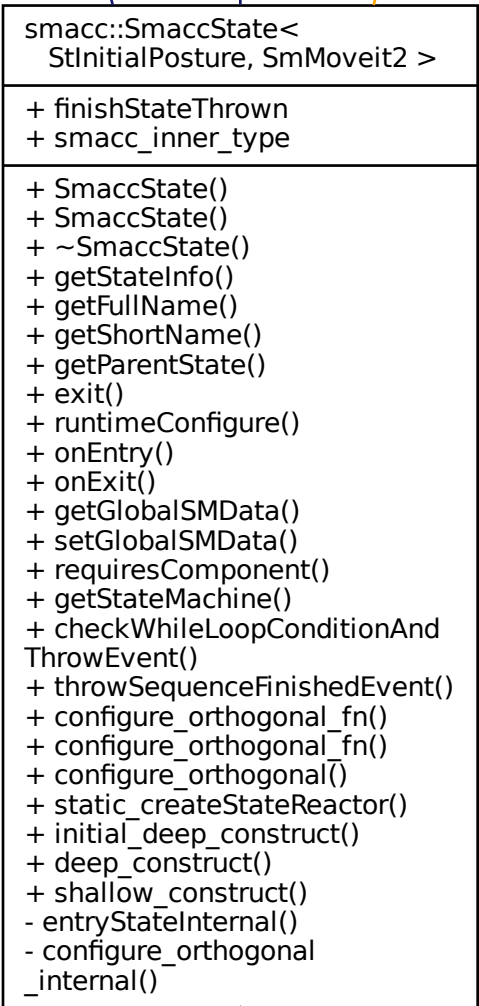 smacc::SmaccState<
StInitialPosture, SmMoveit2 >
+ finishStateThrown
+ smacc_inner_type
+ SmaccState()
+ SmaccState()
+ ~SmaccState()
+ getStateInfo()
+ getFullName()
+ getShortName()
+ getParentState()
+ exit()
+ runtimeConfigure()
+ onEntry()
+ onExit()
+ getGlobalSMData()
+ setGlobalSMData()
+ requiresComponent()
+ getStateMachine()
+ checkWhileLoopConditionAnd
ThrowEvent()
+ throwSequenceFinishedEvent()
+ configure_orthogonal_fn()
+ configure_orthogonal_fn()
+ configure_orthogonal()
+ static_createStateReactor()
+ initial_deep_construct()
+ deep_construct()
+ shallow_construct()
- entryStateInternal()
- configure_orthogonal
_internal()